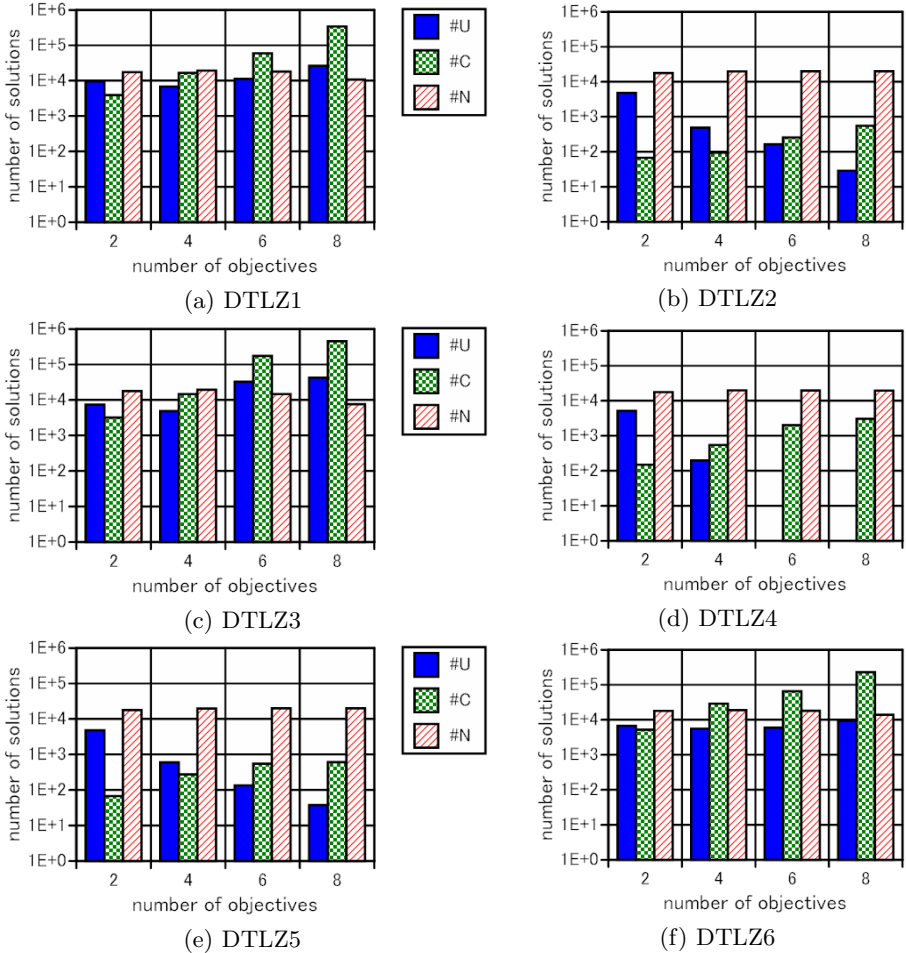 number of solutions
1E+6
1E+5
1E+4
1E+3
1E+2
1E+1
1E+0
2 4 6 8
number of objectives
#U
#C
#N
(a) DTLZ1
number of solutions
1E+6
1E+5
1E+4
1E+3
1E+2
1E+1
1E+0
2 4 6 8
number of objectives
(b) DTLZ2
number of solutions
1E+6
1E+5
1E+4
1E+3
1E+2
1E+1
1E+0
2 4 6 8
number of objectives
#U
#C
#N
(c) DTLZ3
number of solutions
1E+6
1E+5
1E+4
1E+3
1E+2
1E+1
1E+0
2 4 6 8
number of objectives
(d) DTLZ4
number of solutions
1E+6
1E+5
1E+4
1E+3
1E+2
1E+1
1E+0
2 4 6 8
number of objectives
#U
#C
#N
(e) DTLZ5
number of solutions
1E+6
1E+5
1E+4
1E+3
1E+2
1E+1
1E+0
2 4 6 8
number of objectives
(f) DTLZ6